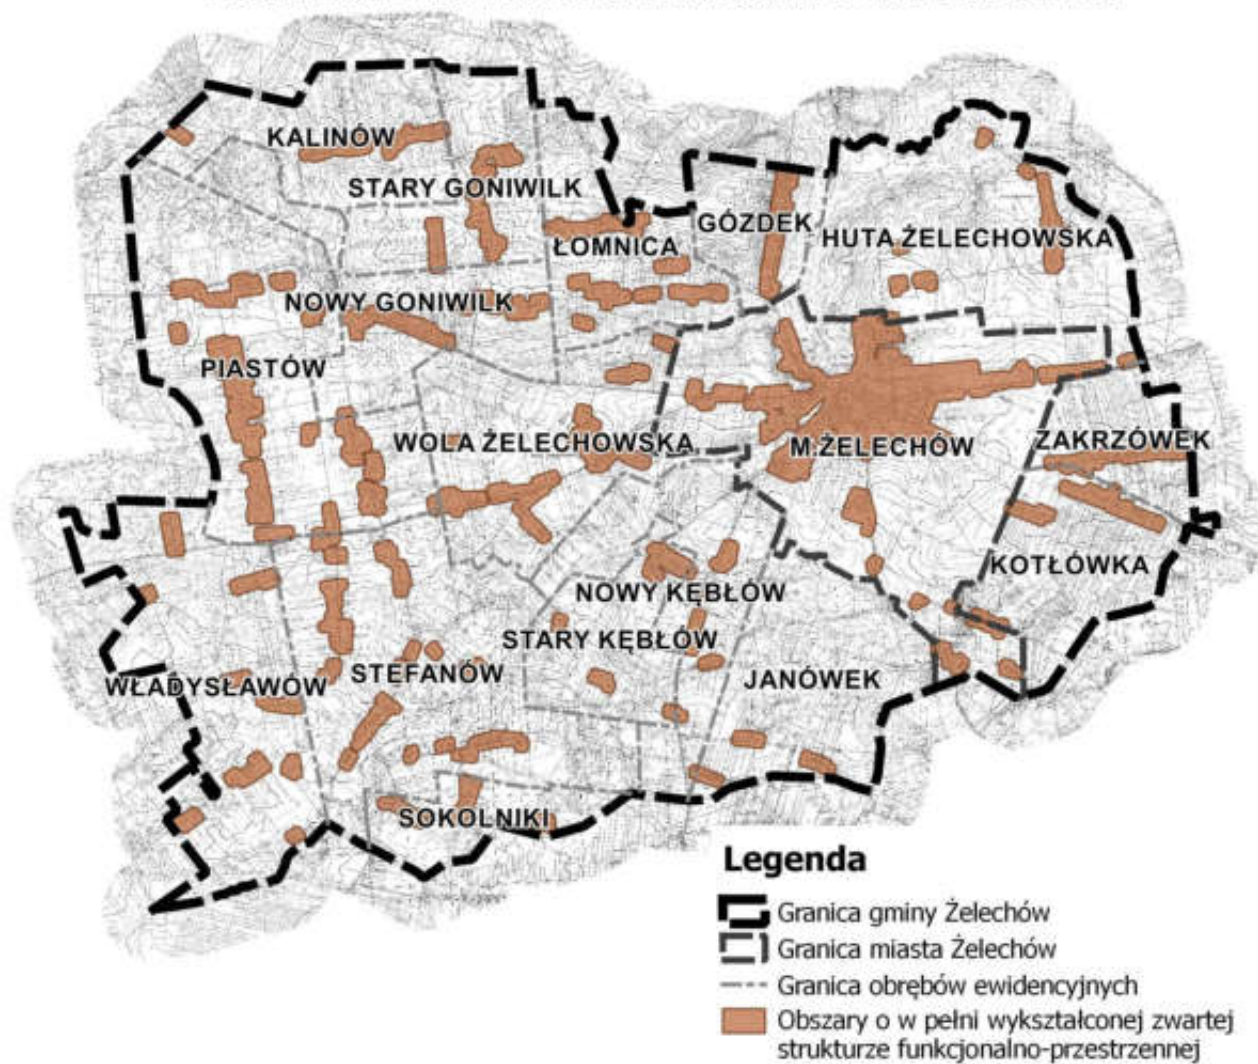 KALINÓW
STARY GONIWILK
GÓZDEK
HUTA ŻELECHOWSKA
ŁOMNICA
NOWY GONIWILK
PIASTÓW
WOLA ŻELECHOWSKA
M.ŻELECHÓW
ZAKRZÓWEK
KOTŁÓWKA
NOWY KĘBŁÓW
STARY KĘBŁÓW
STEFANÓW
JANÓWEK
WŁADYSŁAWÓW
SOKOLNIKI
Legenda
Granica gminy Żelechów
Granica miasta Żelechów
Granica obrębów ewidencyjnych
Obszary o w pełni wykształconej zwartej
strukturze funkcjonalno-przestrzennej